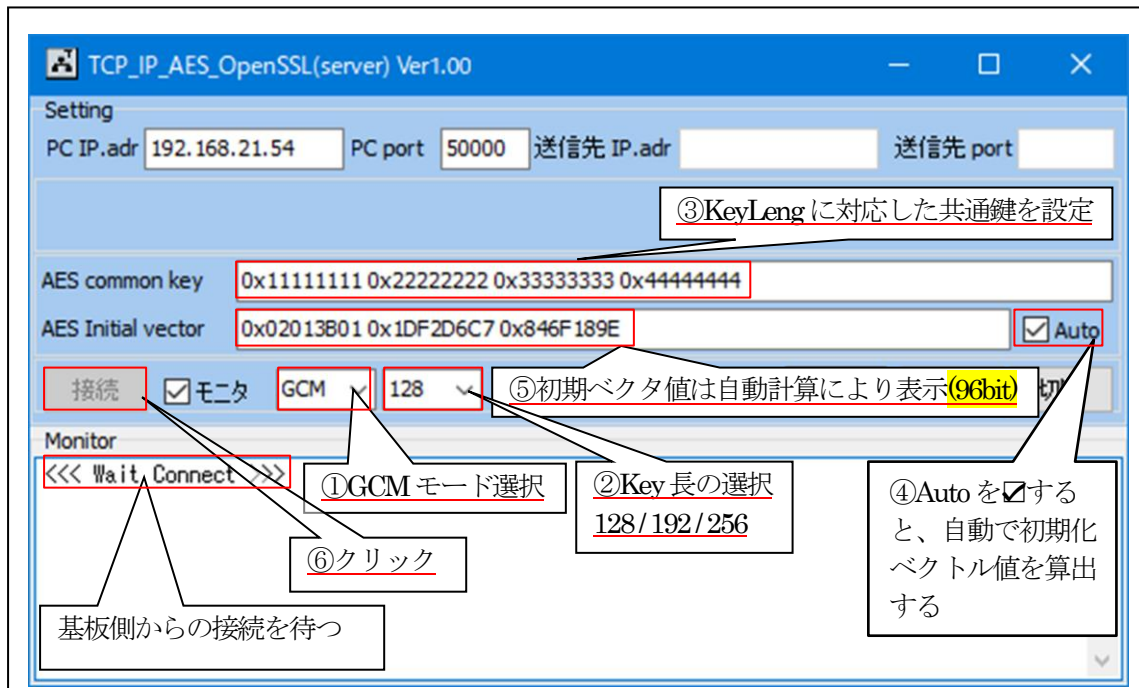 TCP_IP_AES_OpenSSL(server) Ver1.00
Setting
PC IP.adr 192.168.21.54 PC port 50000 送信先 IP.adr 送信先 port
③KeyLeng に対応した共通鍵を設定
AES common key 0x11111111 0x22222222 0x33333333 0x44444444
AES Initial vector 0x02013B01 0x1DF2D6C7 0x846F189E Auto
接続 モニタ GCM 128
⑤初期ベクタ値は自動計算により表示(96bit)
Monitor
<<< Wait Connect >>>
①GCM モード選択
②Key 長の選択
128/192/256
④Auto を☑する
と、自動で初期化
ベクトル値を算出
する
⑥クリック
基板側からの接続を待つ